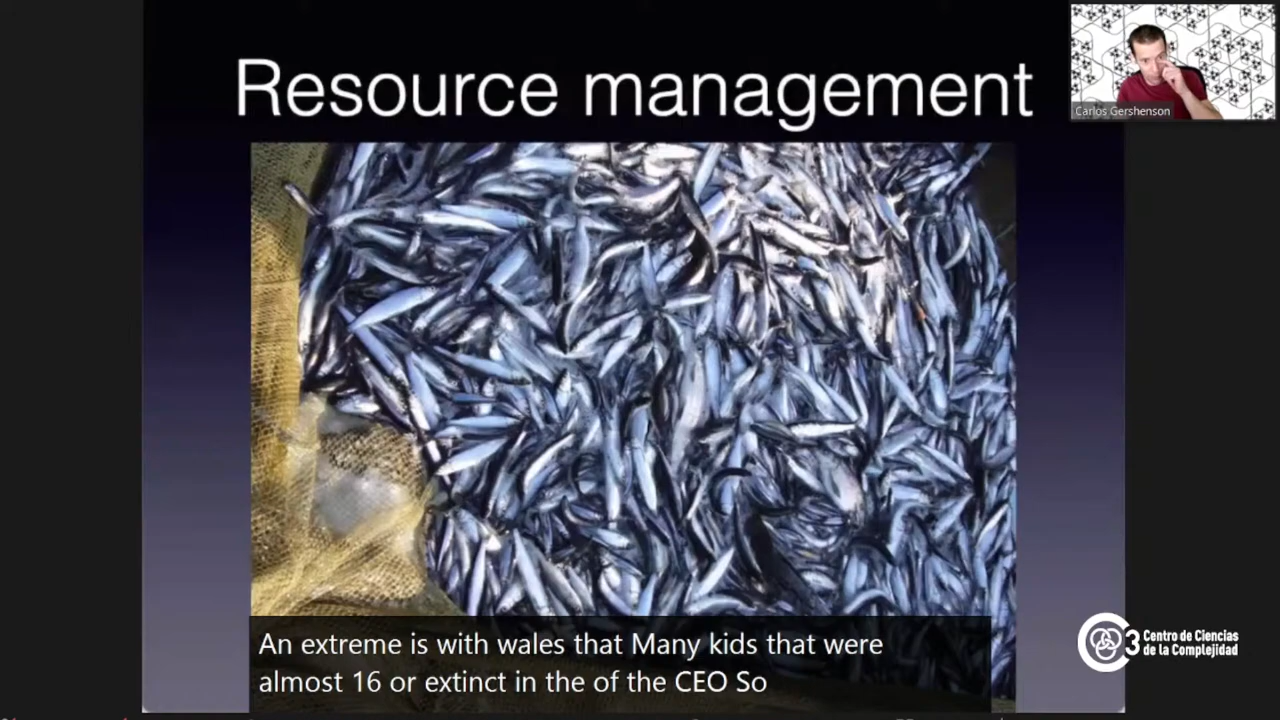 Resource management
Carlos Gershenson
An extreme is with wales that Many kids that were
almost 16 or extinct in the of the CEO So
C3 Centro de Ciencias
de la Complejidad